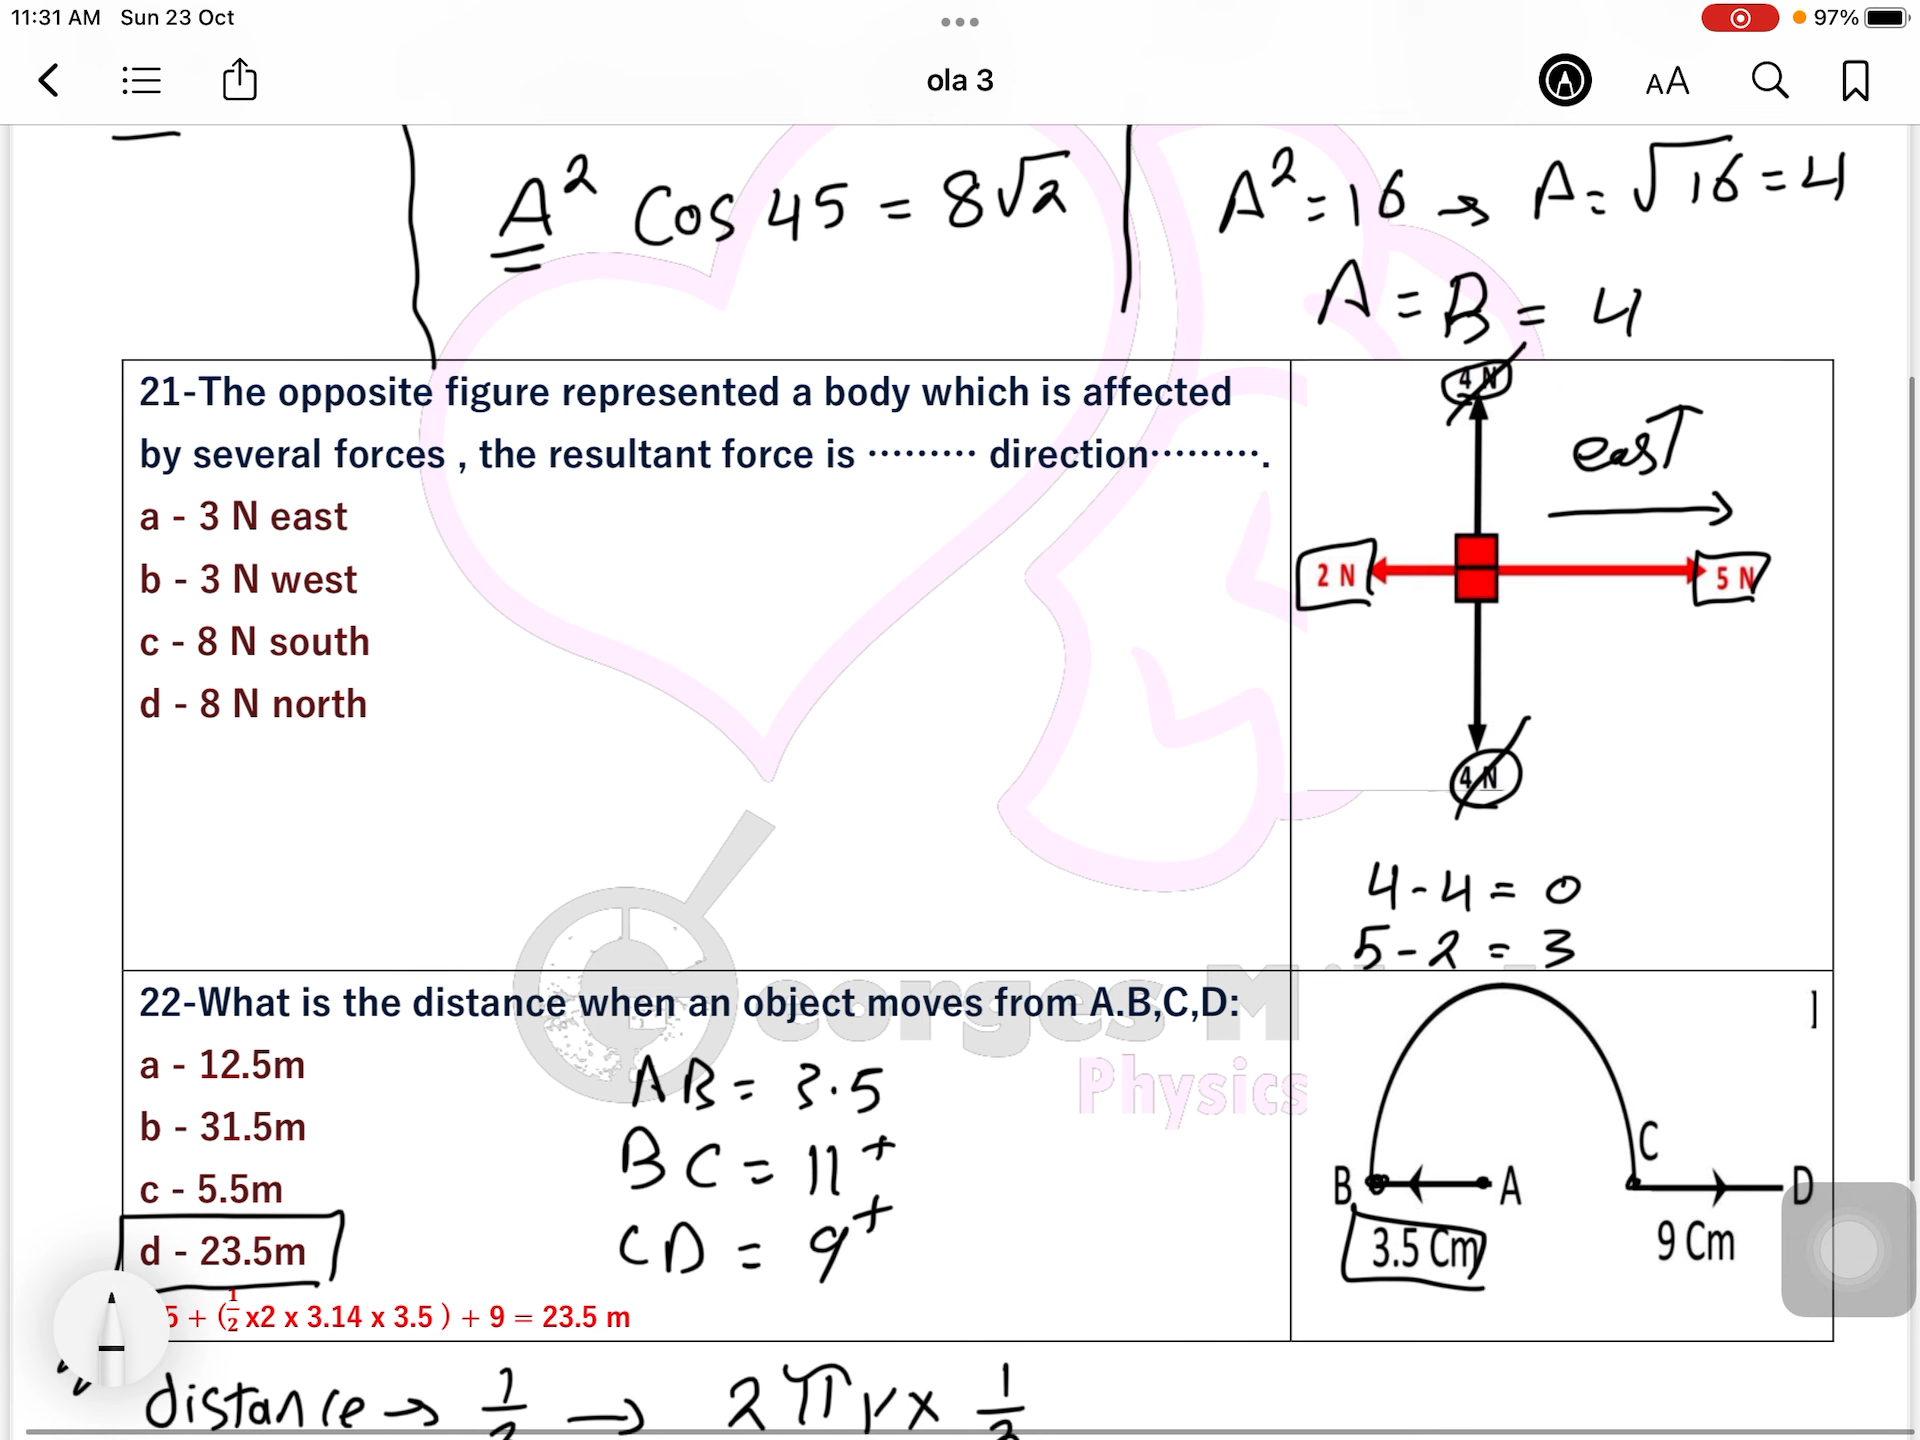 11:31 AM Sun 23 Oct
97%
ola 3
AA
A² Cos 45 = 8√2
A² = 16 → A = √16 = 4
A = B = 4
21-The opposite figure represented a body which is affected
by several forces , the resultant force is ········· direction·········.
a - 3 N east
b - 3 N west
c - 8 N south
d - 8 N north
4 N
east
2 N
5 N
4 N
4 - 4 = 0
5 - 2 = 3
22-What is the distance when an object moves from A.B,C,D:
a - 12.5m
b - 31.5m
c - 5.5m
d - 23.5m
5 + (1/2 x2 x 3.14 x 3.5 ) + 9 = 23.5 m
AB = 3.5
BC = 11 +
CD = 9 +
eorges M
Physics
]
C
B
A
D
3.5 Cm
9 Cm
distance → 1/2 → 2πr x 1/2